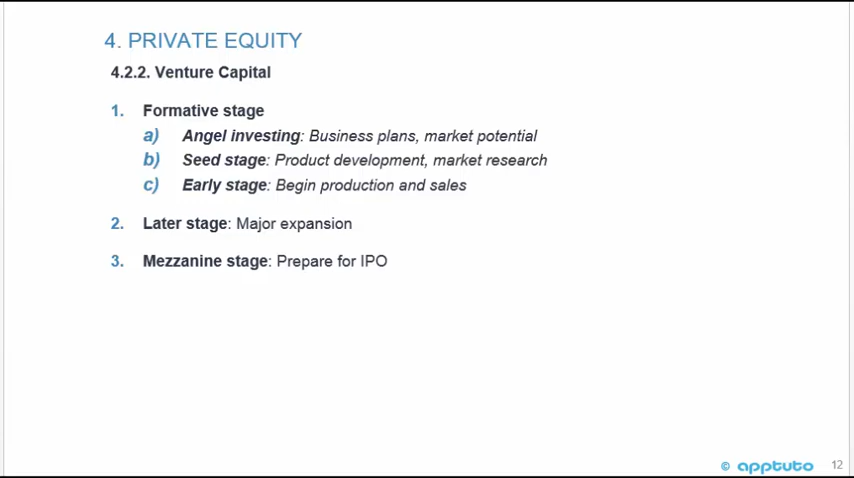 4. PRIVATE EQUITY
4.2.2. Venture Capital
1. Formative stage
a) Angel investing: Business plans, market potential
b) Seed stage: Product development, market research
c) Early stage: Begin production and sales
2. Later stage: Major expansion
3. Mezzanine stage: Prepare for IPO
© apptuto 12